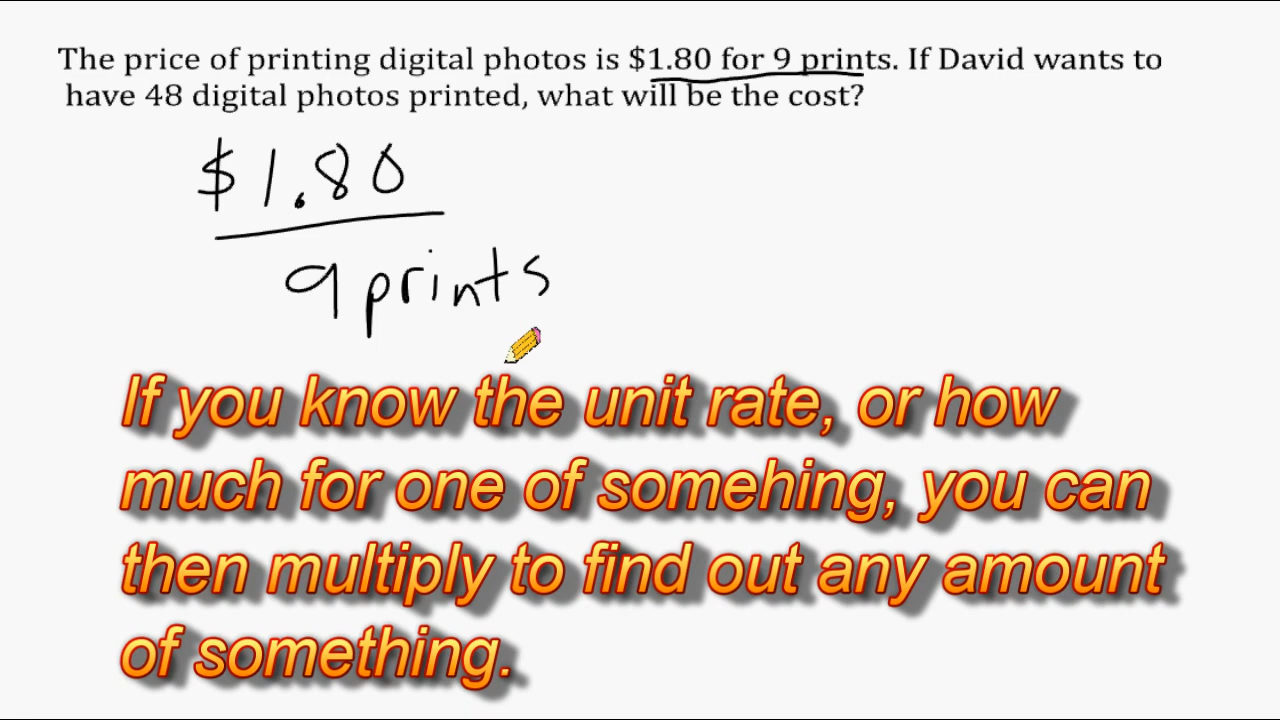 The price of printing digital photos is $1.80 for 9 prints. If David wants to
have 48 digital photos printed, what will be the cost?
$1.80
9 prints
If you know the unit rate, or how
much for one of somehing, you can
then multiply to find out any amount
of something.